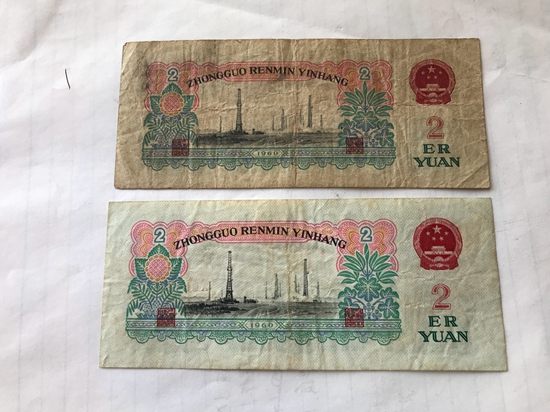 2 2
ZHONGGUO RENMIN YINHANG
2
ER
YUAN
1960
2 2
ZHONGGUO RENMIN YINHANG
2
ER
YUAN
1960